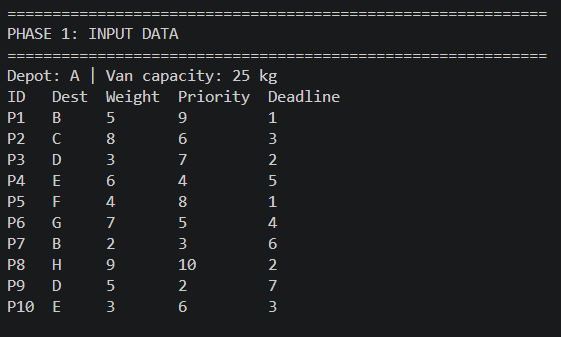 ============================================================
PHASE 1: INPUT DATA
============================================================
Depot: A | Van capacity: 25 kg
ID   Dest  Weight  Priority  Deadline
P1   B     5       9         1
P2   C     8       6         3
P3   D     3       7         2
P4   E     6       4         5
P5   F     4       8         1
P6   G     7       5         4
P7   B     2       3         6
P8   H     9       10        2
P9   D     5       2         7
P10  E     3       6         3